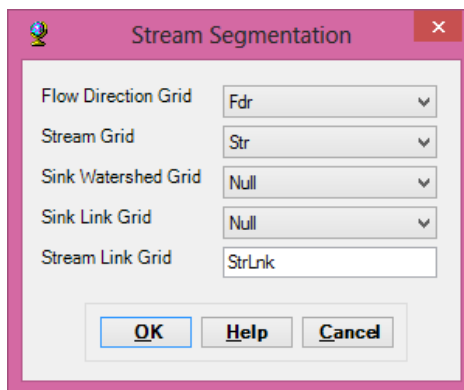 Stream Segmentation
Flow Direction Grid Fdr
Stream Grid Str
Sink Watershed Grid Null
Sink Link Grid Null
Stream Link Grid StrLnk
OK Help Cancel